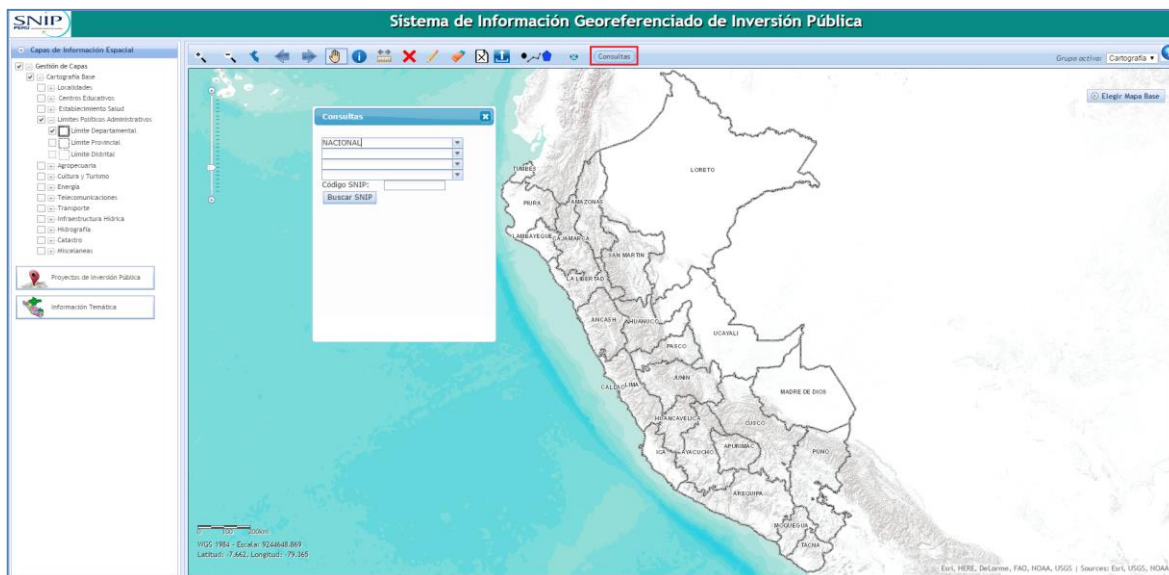 SNIP
PERU
Sistema de Información Georeferenciado de Inversión Pública
Capas de Información Espacial
Consultas
Grupo activo: Cartografía
Gestión de Capas
Cartografía Base
Localidades
Centros Educativos
Establecimiento Salud
Límites Políticos Administrativos
Límite Departamental
Límite Provincial
Límite Distrital
Agropecuaria
Cultura y Turismo
Energía
Telecomunicaciones
Transporte
Infraestructura Hídrica
Hidrografía
Catastro
Miscelaneas
Proyectos de Inversión Pública
Información Temática
Elegir Mapa Base
Consultas
NACIONAL
Código SNIP:
Buscar SNIP
TUMBES
LORETO
PIURA
AMAZONAS
LAMBAYEQUE
CAJAMARCA
SAN MARTIN
LA LIBERTAD
ANCASH
HUANUCO
UCAYALI
PASCO
JUNIN
CALLAO
LIMA
MADRE DE DIOS
HUANCAVELICA
CUSCO
ICA
AYACUCHO
APURIMAC
PUNO
AREQUIPA
MOQUEGUA
TACNA
0 100 200km
WGS 1984 - Escala: 9244648.869
Latitud: -7.662, Longitud: -79.365
Esri, HERE, DeLorme, FAO, NOAA, USGS | Sources: Esri, USGS, NOAA